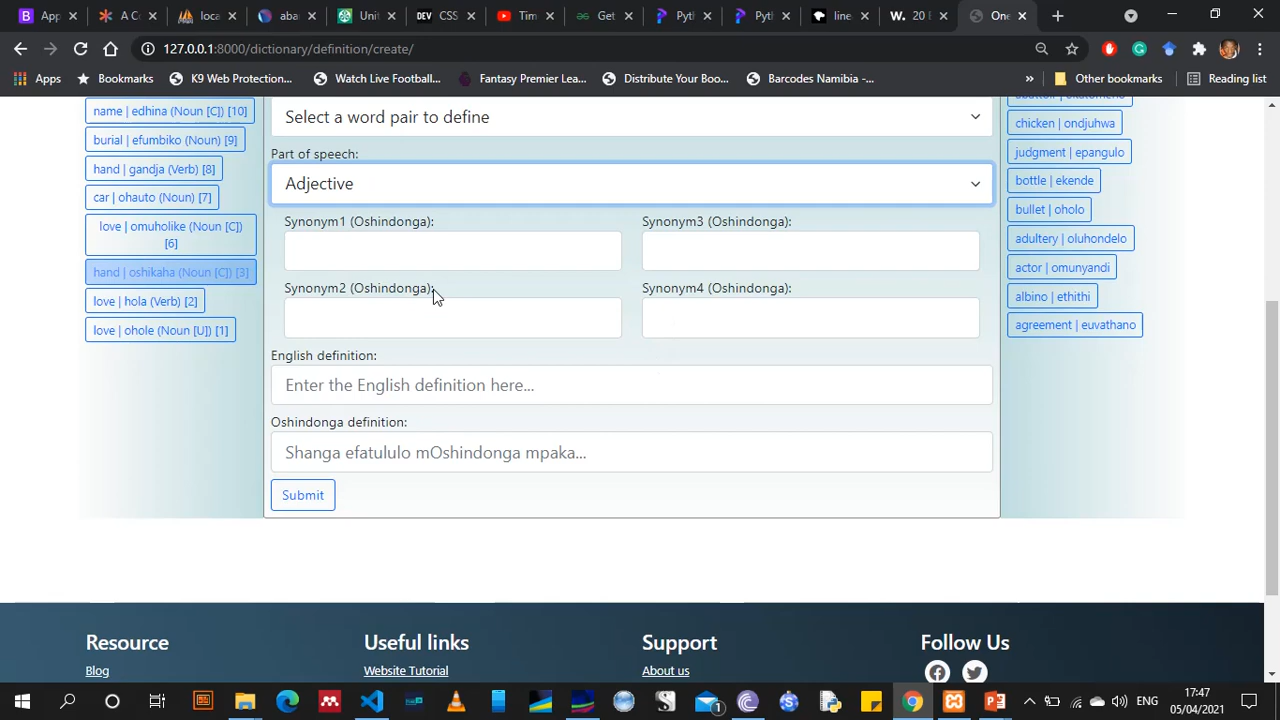 App
A Co
loca
aba
Unit
DEV CSS
Tim
Get
Pyth
Pyth
line
W. 20 E
One
127.0.0.1:8000/dictionary/definition/create/
Apps
Bookmarks
K9 Web Protection...
Watch Live Football...
Fantasy Premier Lea...
Distribute Your Boo...
Barcodes Namibia -...
»
Other bookmarks
Reading list
name | edhina (Noun [C]) [10]
burial | efumbiko (Noun) [9]
hand | gandja (Verb) [8]
car | ohauto (Noun) [7]
love | omuholike (Noun [C])
[6]
hand | oshikaha (Noun [C]) [3]
love | hola (Verb) [2]
love | ohole (Noun [U]) [1]
Select a word pair to define
Part of speech:
Adjective
Synonym1 (Oshindonga):
Synonym3 (Oshindonga):
Synonym2 (Oshindonga):
Synonym4 (Oshindonga):
English definition:
Enter the English definition here...
Oshindonga definition:
Shanga efatululo mOshindonga mpaka...
Submit
chicken | ondjuhwa
judgment | epangulo
bottle | ekende
bullet | oholo
adultery | oluhondelo
actor | omunyandi
albino | ethithi
agreement | euvathano
Resource
Useful links
Support
Follow Us
Blog
Website Tutorial
About us
ENG
17:47
05/04/2021